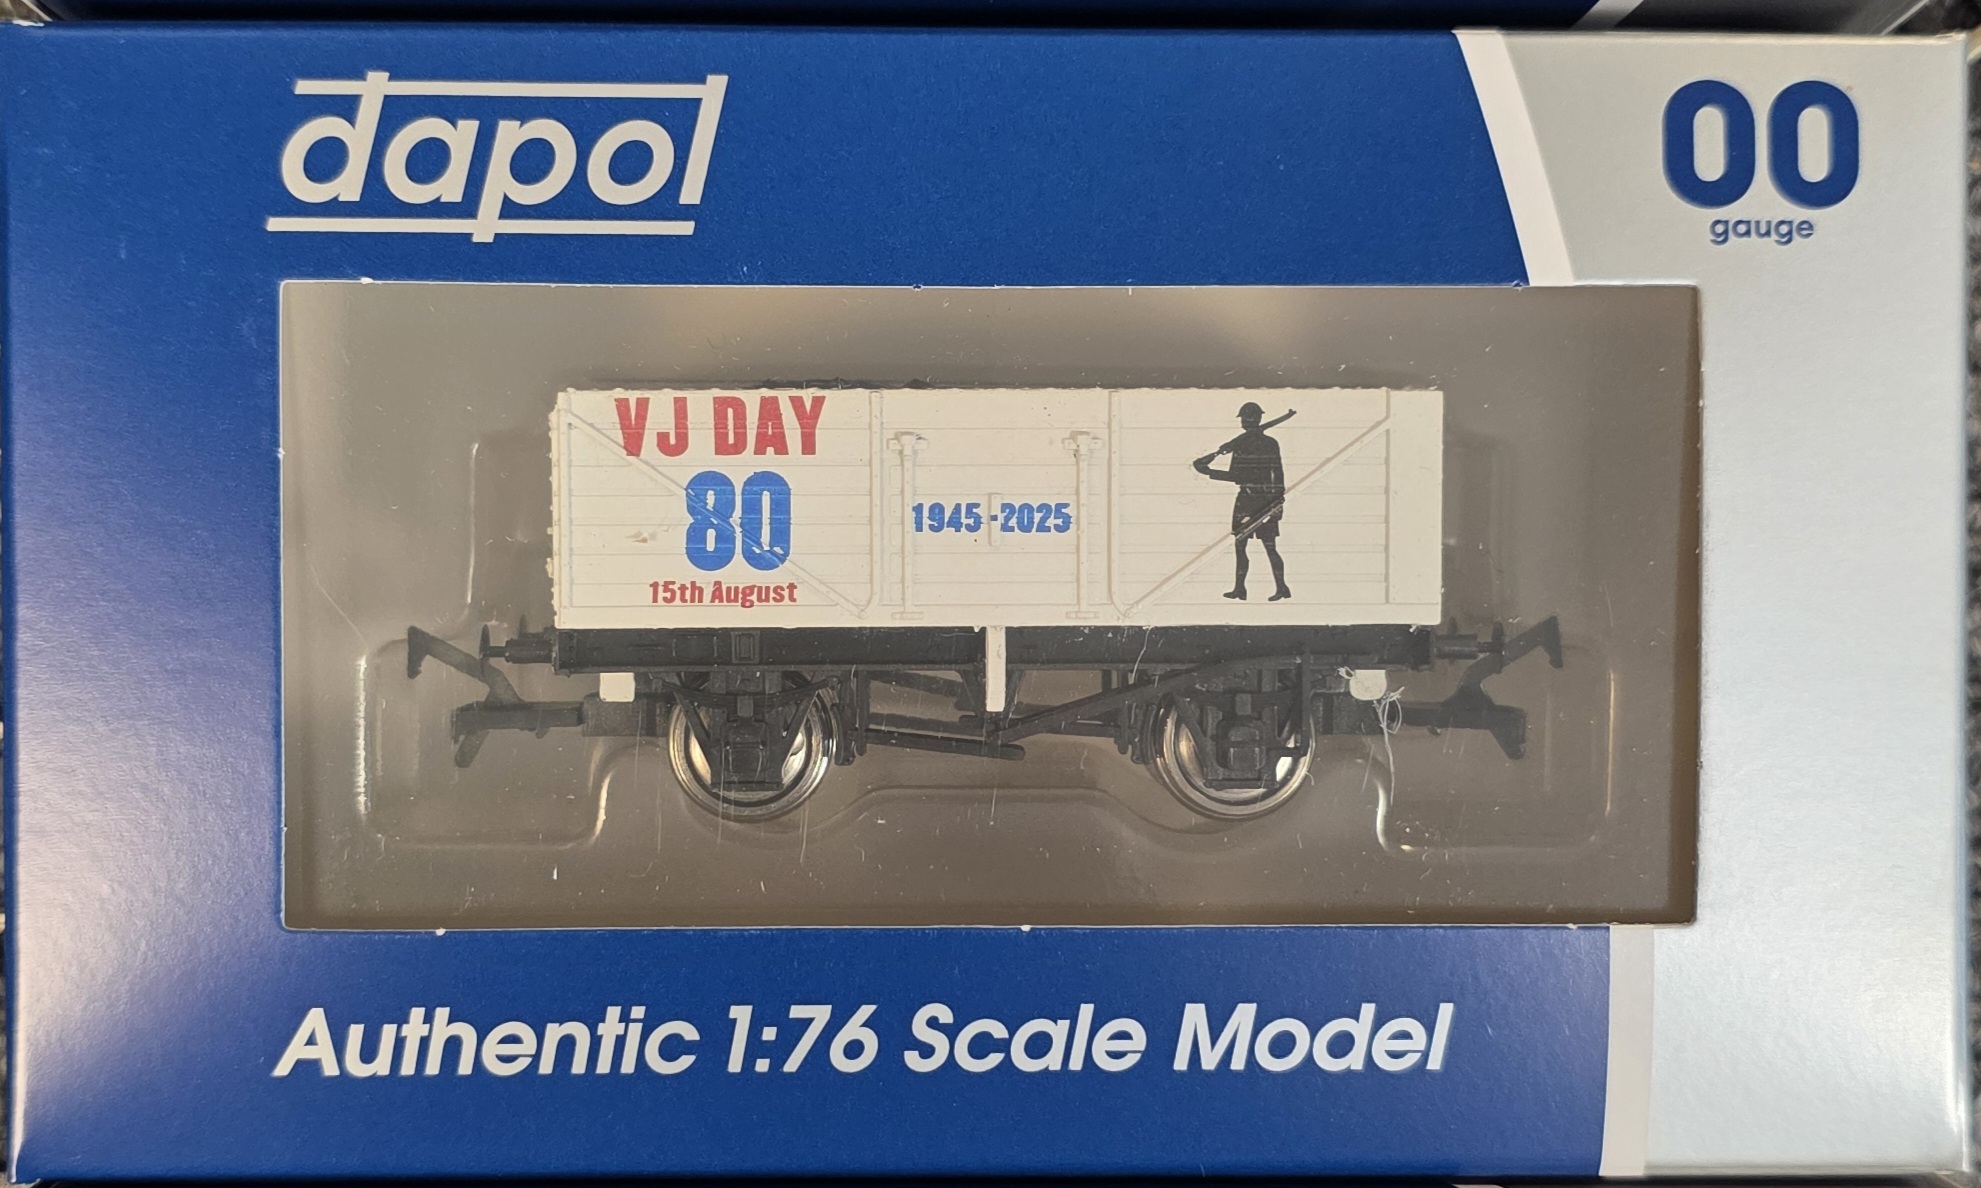 dapol
00
gauge
VJ DAY
80
15th August
1945-2025
Authentic 1:76 Scale Model